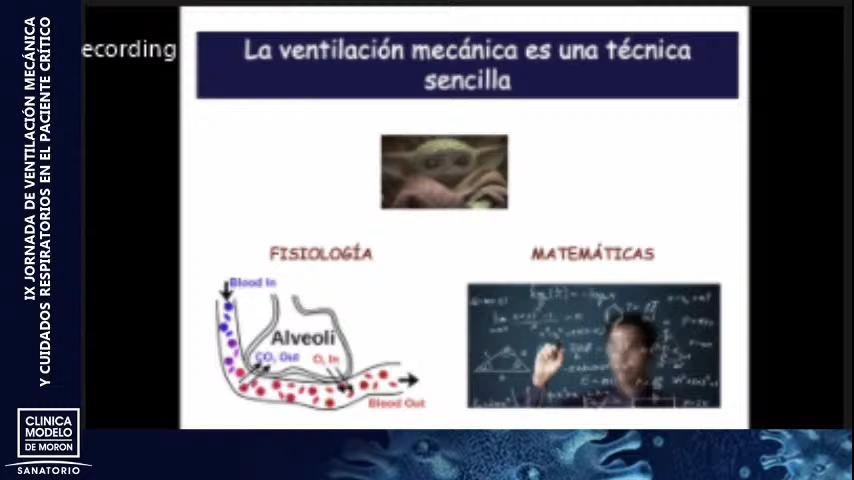 IX JORNADA DE VENTILACIÓN MECÁNICA
Y CUIDADOS RESPIRATORIOS EN EL PACIENTE CRÍTICO
ecording
La ventilación mecánica es una técnica
sencilla
FISIOLOGÍA
MATEMÁTICAS
Blood In
Alveoli
CO₂ Out
O₂ In
Blood Out
CLINICA
MODELO
DE MORON
SANATORIO